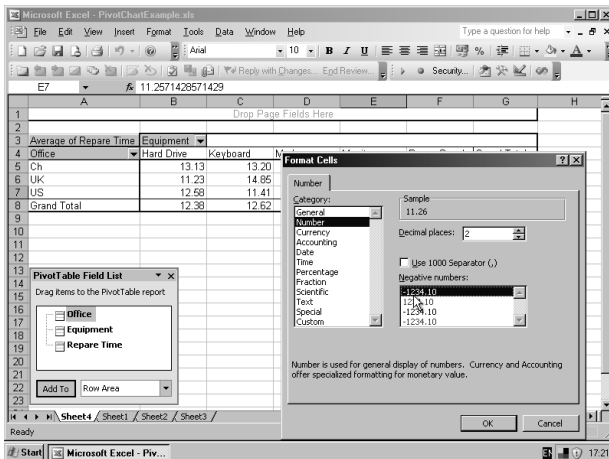 Microsoft Excel - PivotChartExample.xls
File Edit View Insert Format Tools Data Window Help Type a question for help
Arial 10 B I U
Reply with Changes... End Review... Security...
E7 fx 11.2571428571429
A B C D E F G H
1 Drop Page Fields Here
2
3 Average of Repare Time Equipment
4 Office Hard Drive Keyboard
5 Ch 13.13 13.20
6 UK 11.23 14.85
7 US 12.58 11.41
8 Grand Total 12.38 12.62
9
10
11
12
13
14
15
16
17
18
19
20
21
22
23
Format Cells
Number
Category:
General
Number
Currency
Accounting
Date
Time
Percentage
Fraction
Scientific
Text
Special
Custom
Sample
11.26
Decimal places: 2
Use 1000 Separator (,)
Negative numbers:
-1234.10
-1234.10
-1234.10
Number is used for general display of numbers. Currency and Accounting
offer specialized formatting for monetary value.
OK Cancel
PivotTable Field List
Drag items to the PivotTable report
Office
Equipment
Repare Time
Add To Row Area
Sheet4 Sheet1 Sheet2 Sheet3
Ready
Start Microsoft Excel - Piv... 17:21